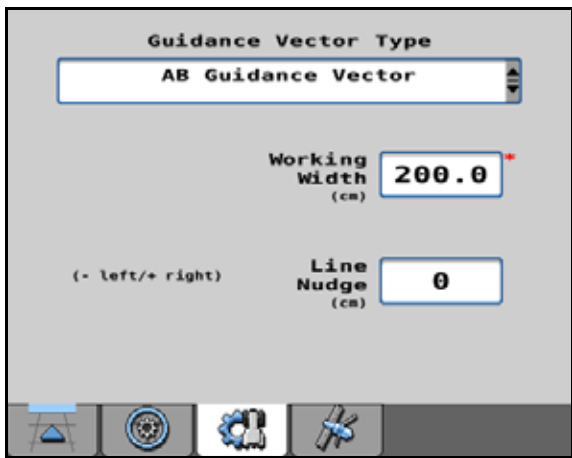 Guidance Vector Type
AB Guidance Vector
Working
Width
(cm)
200.0
*
Line
Nudge
(cm)
(- left/+ right)
0